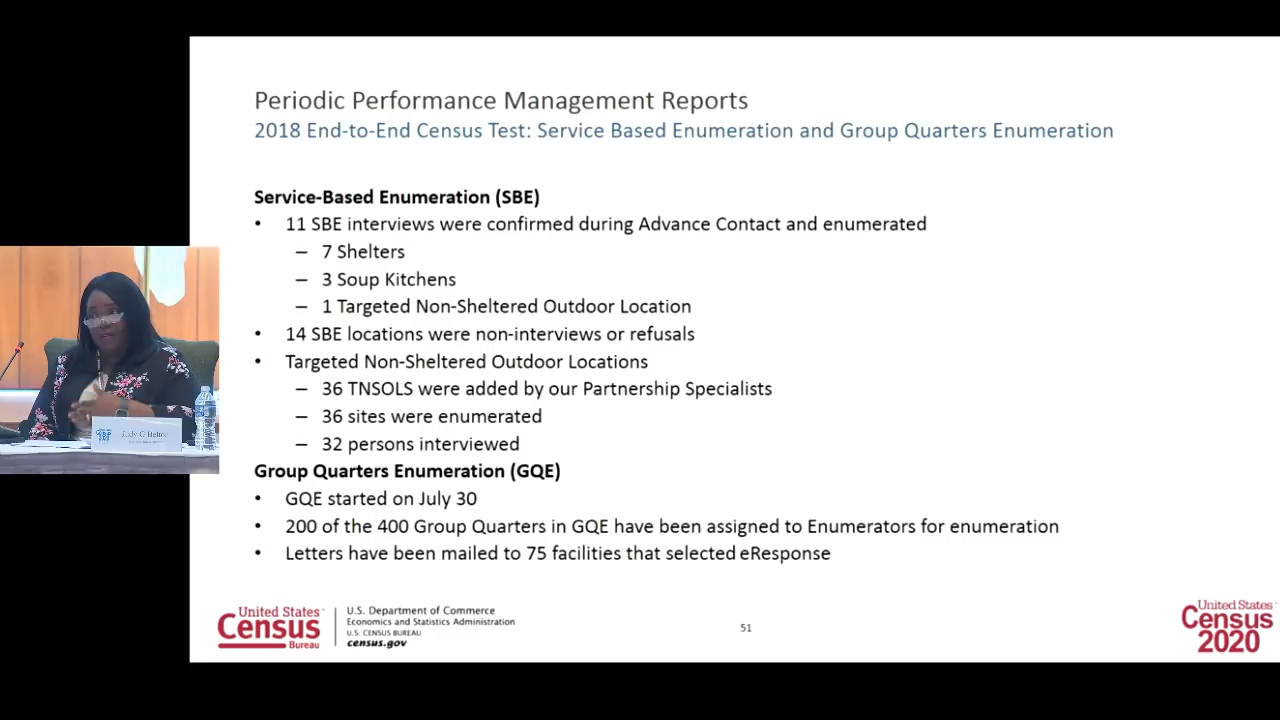 Periodic Performance Management Reports
2018 End-to-End Census Test: Service Based Enumeration and Group Quarters Enumeration
Service-Based Enumeration (SBE)
• 11 SBE interviews were confirmed during Advance Contact and enumerated
– 7 Shelters
– 3 Soup Kitchens
– 1 Targeted Non-Sheltered Outdoor Location
• 14 SBE locations were non-interviews or refusals
• Targeted Non-Sheltered Outdoor Locations
– 36 TNSOLS were added by our Partnership Specialists
– 36 sites were enumerated
– 32 persons interviewed
Group Quarters Enumeration (GQE)
• GQE started on July 30
• 200 of the 400 Group Quarters in GQE have been assigned to Enumerators for enumeration
• Letters have been mailed to 75 facilities that selected eResponse
Judy G Belton
United States™
Census
Bureau
U.S. Department of Commerce
Economics and Statistics Administration
U.S. CENSUS BUREAU
census.gov
51
United States™
Census
2020